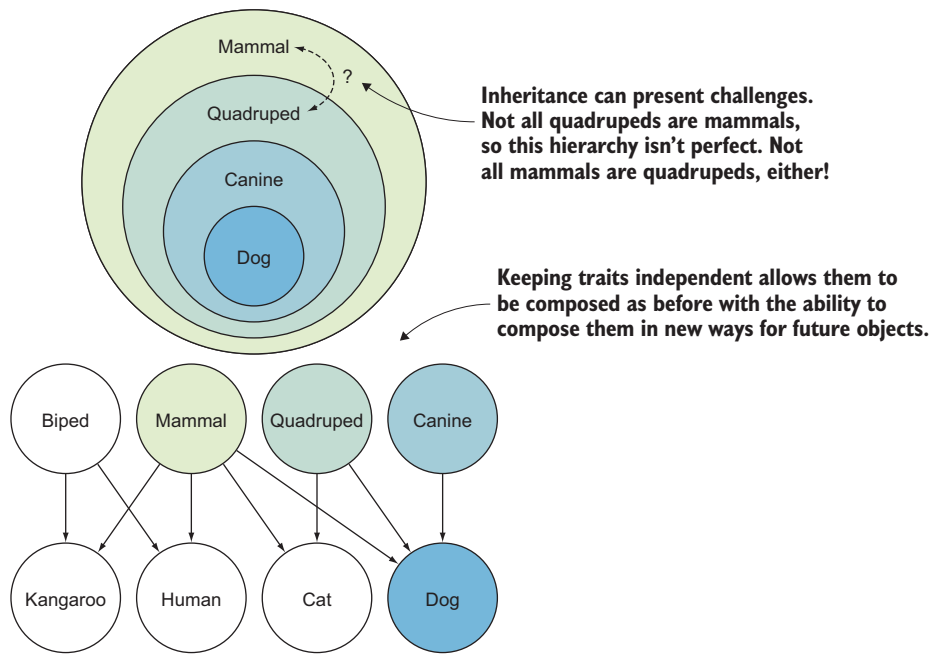 Mammal
?
Quadruped
Canine
Dog
Inheritance can present challenges.
Not all quadrupeds are mammals,
so this hierarchy isn’t perfect. Not
all mammals are quadrupeds, either!
Keeping traits independent allows them to
be composed as before with the ability to
compose them in new ways for future objects.
Biped
Mammal
Quadruped
Canine
Kangaroo
Human
Cat
Dog